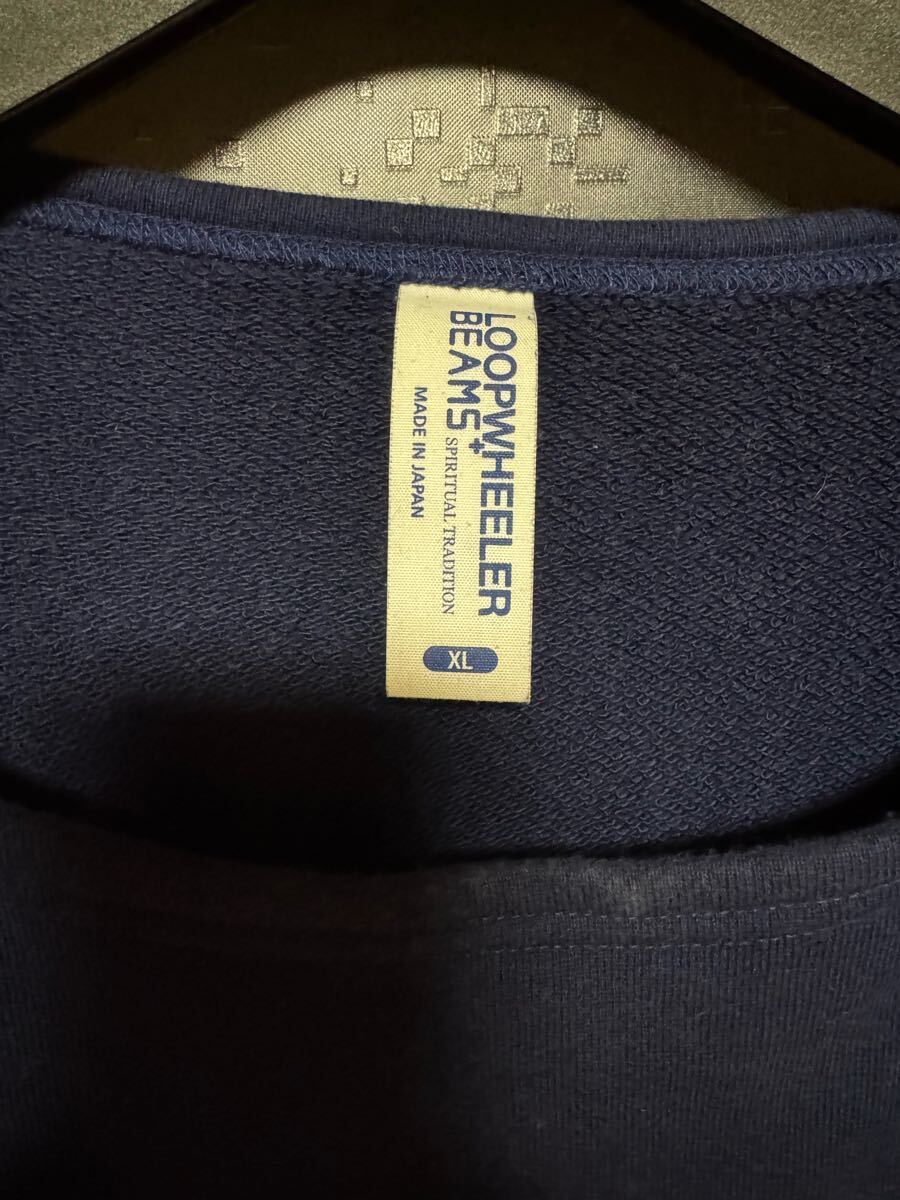 LOOPWHEELER
BEAMS+
SPIRITUAL TRADITION
MADE IN JAPAN
XL